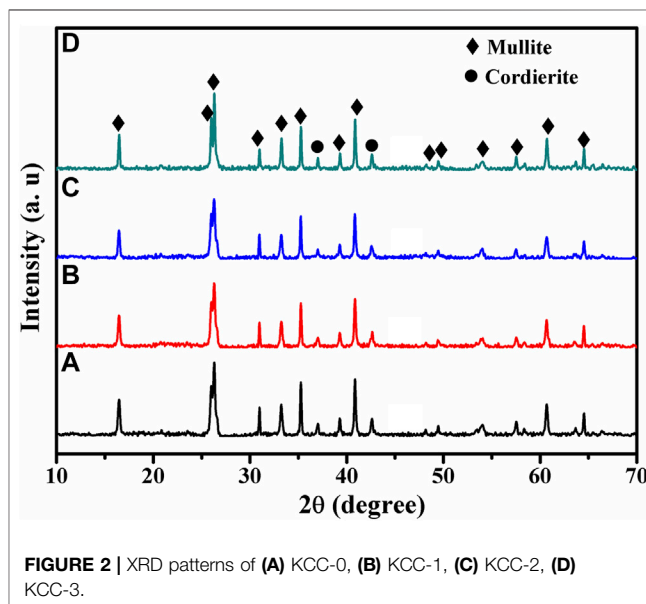 D
◆ Mullite
● Cordierite
C
B
A
Intensity (a. u)
10 20 30 40 50 60 70
2θ (degree)
FIGURE 2 | XRD patterns of (A) KCC-0, (B) KCC-1, (C) KCC-2, (D)
KCC-3.